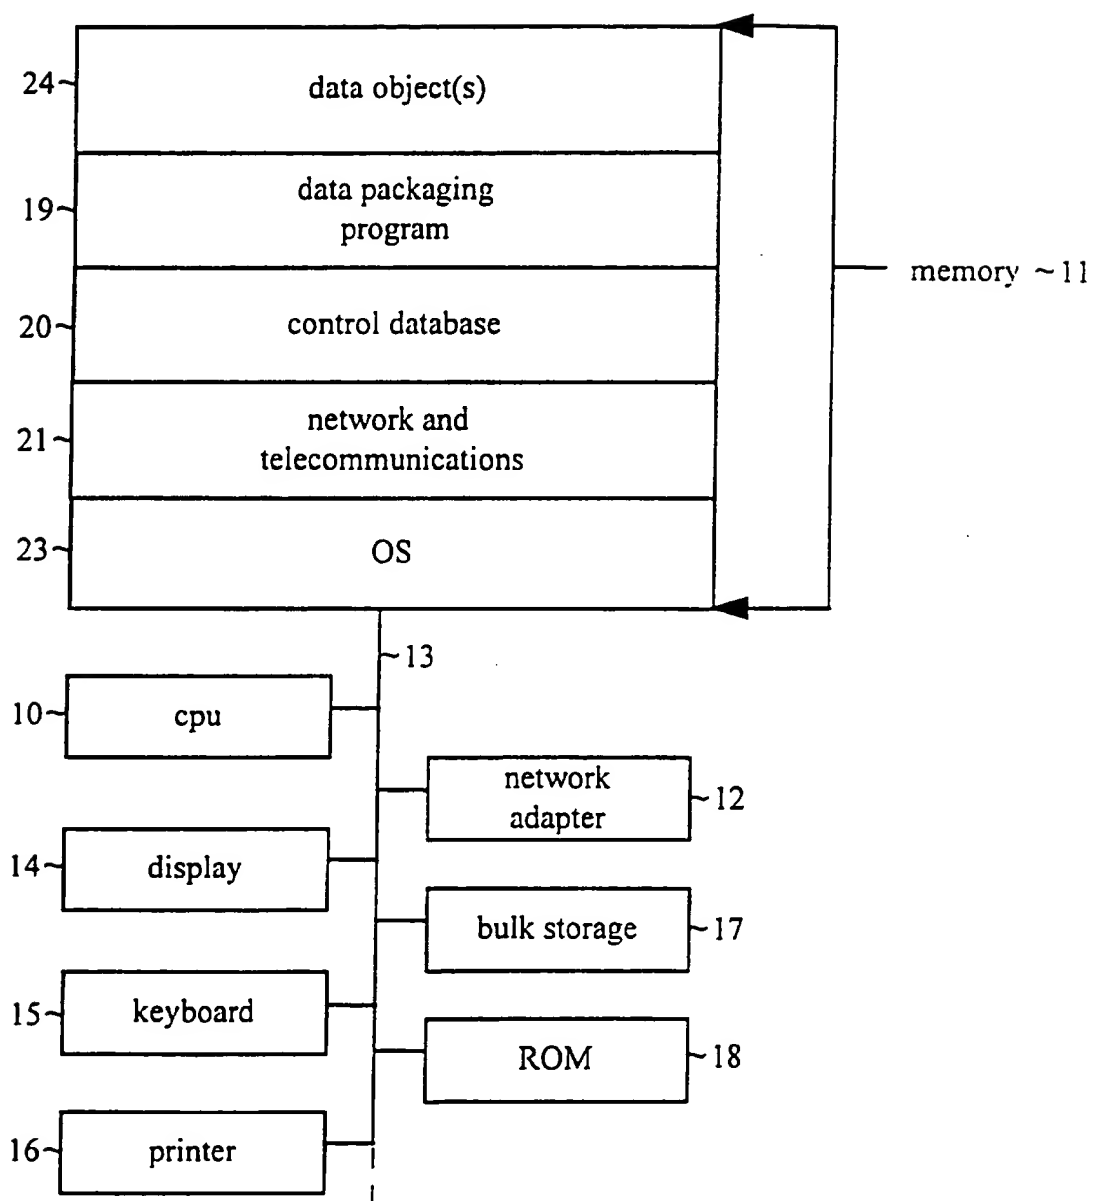 24~ data object(s)
19~ data packaging
program
memory ~11
20~ control database
21~ network and
telecommunications
23~ OS
~13
10~ cpu
network
adapter ~12
14~ display
bulk storage ~17
15~ keyboard
ROM ~18
16~ printer